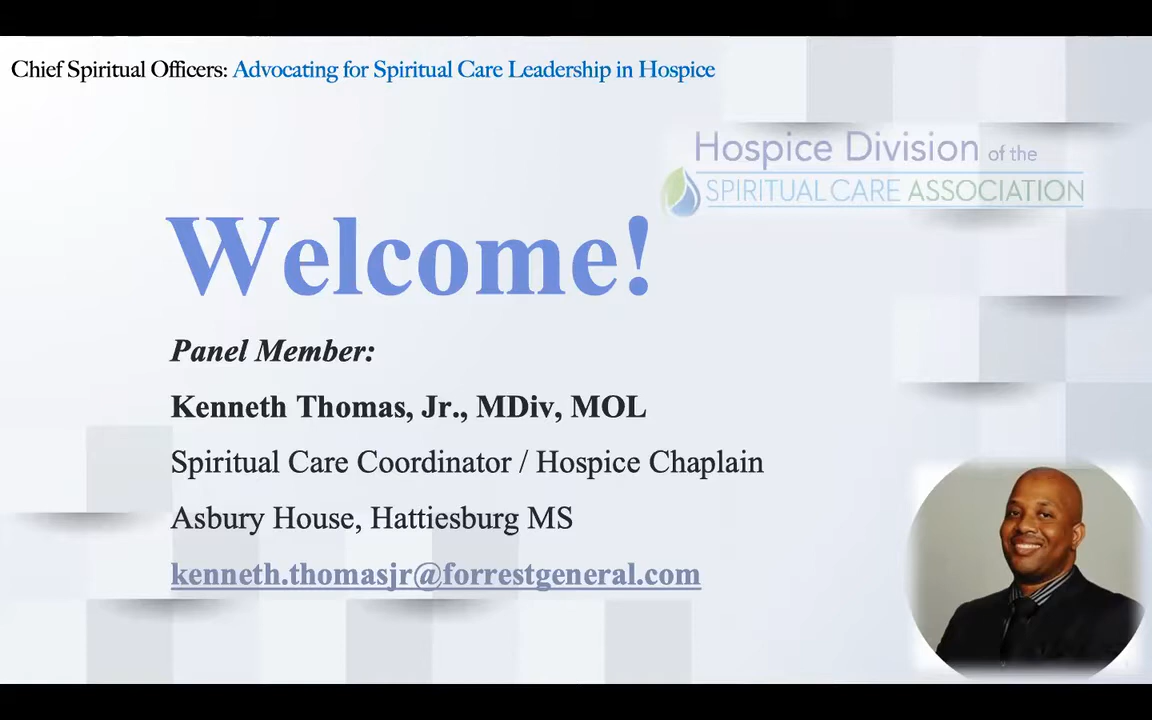 Chief Spiritual Officers: Advocating for Spiritual Care Leadership in Hospice
Hospice Division of the
SPIRITUAL CARE ASSOCIATION
Welcome!
Panel Member:
Kenneth Thomas, Jr., MDiv, MOL
Spiritual Care Coordinator / Hospice Chaplain
Asbury House, Hattiesburg MS
kenneth.thomasjr@forrestgeneral.com